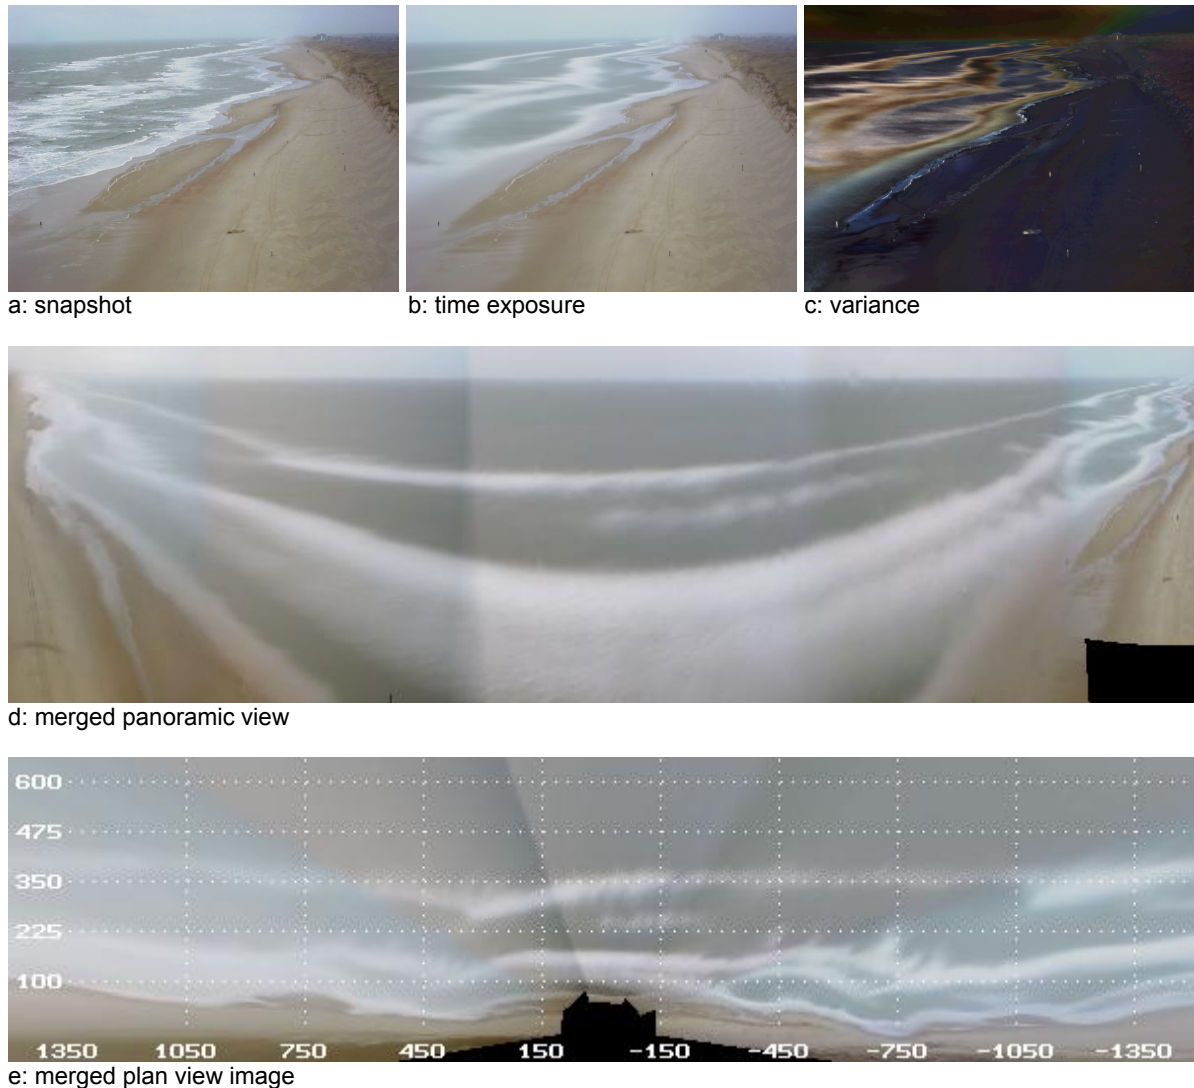 a: snapshot
b: time exposure
c: variance
d: merged panoramic view
600
475
350
225
100
1350 1050 750 450 150 -150 -450 -750 -1050 -1350
e: merged plan view image